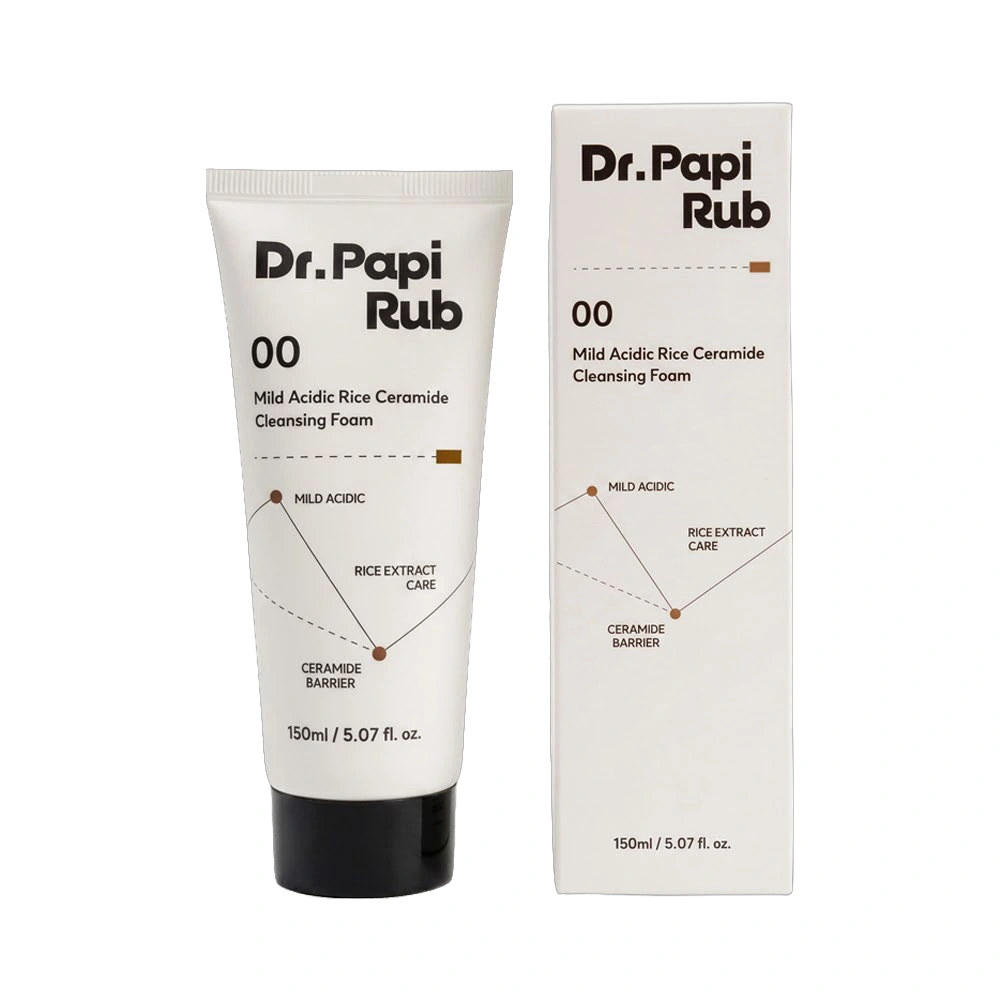 Dr.Papi
Rub
00
Mild Acidic Rice Ceramide
Cleansing Foam
MILD ACIDIC
RICE EXTRACT
CARE
CERAMIDE
BARRIER
150ml / 5.07 fl. oz.
Dr.Papi
Rub
00
Mild Acidic Rice Ceramide
Cleansing Foam
MILD ACIDIC
RICE EXTRACT
CARE
CERAMIDE
BARRIER
150ml / 5.07 fl. oz.